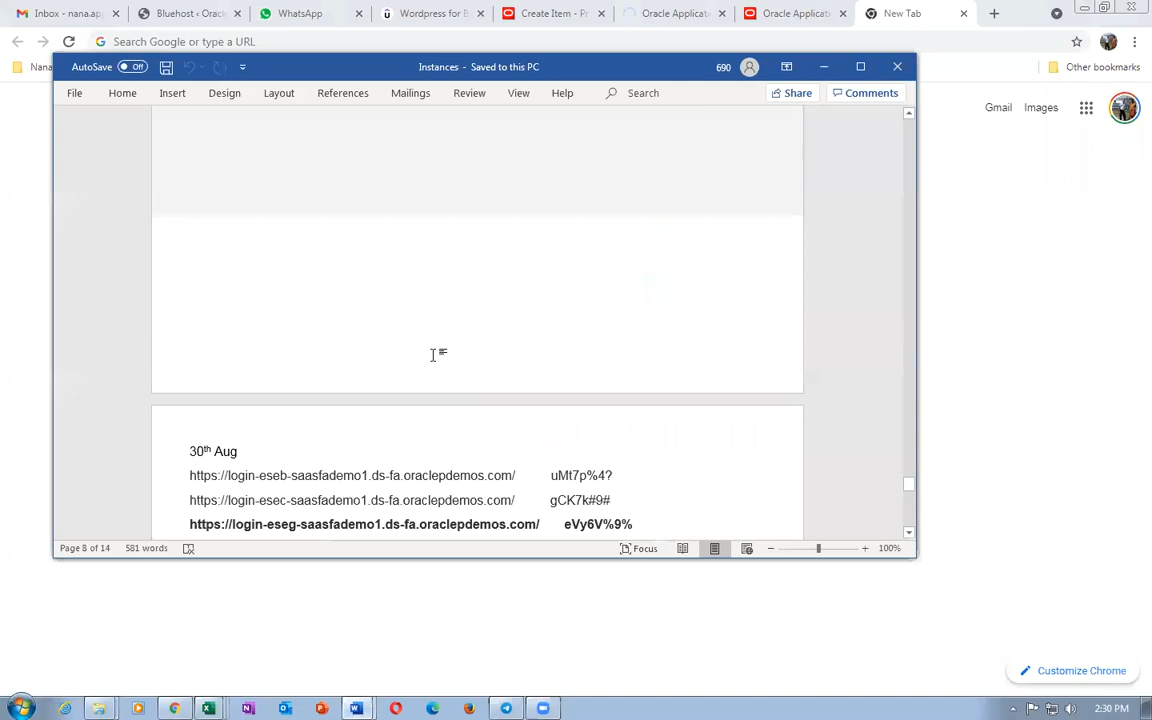 Inbox - nana.ap
Bluehost ‹ Orac
WhatsApp
Wordpress for B
Create Item - Pr
Oracle Applicat
Oracle Applicat
New Tab
Search Google or type a URL
Nana
Other bookmarks
AutoSave Off
Instances - Saved to this PC
690
File Home Insert Design Layout References Mailings Review View Help Search
Share Comments
Gmail Images
30th Aug
https://login-eseb-saasfademo1.ds-fa.oraclepdemos.com/ uMt7p%4?
https://login-esec-saasfademo1.ds-fa.oraclepdemos.com/ gCK7k#9#
https://login-eseg-saasfademo1.ds-fa.oraclepdemos.com/ eVy6V%9%
Page 8 of 14 581 words
Focus
100%
Customize Chrome
2:30 PM